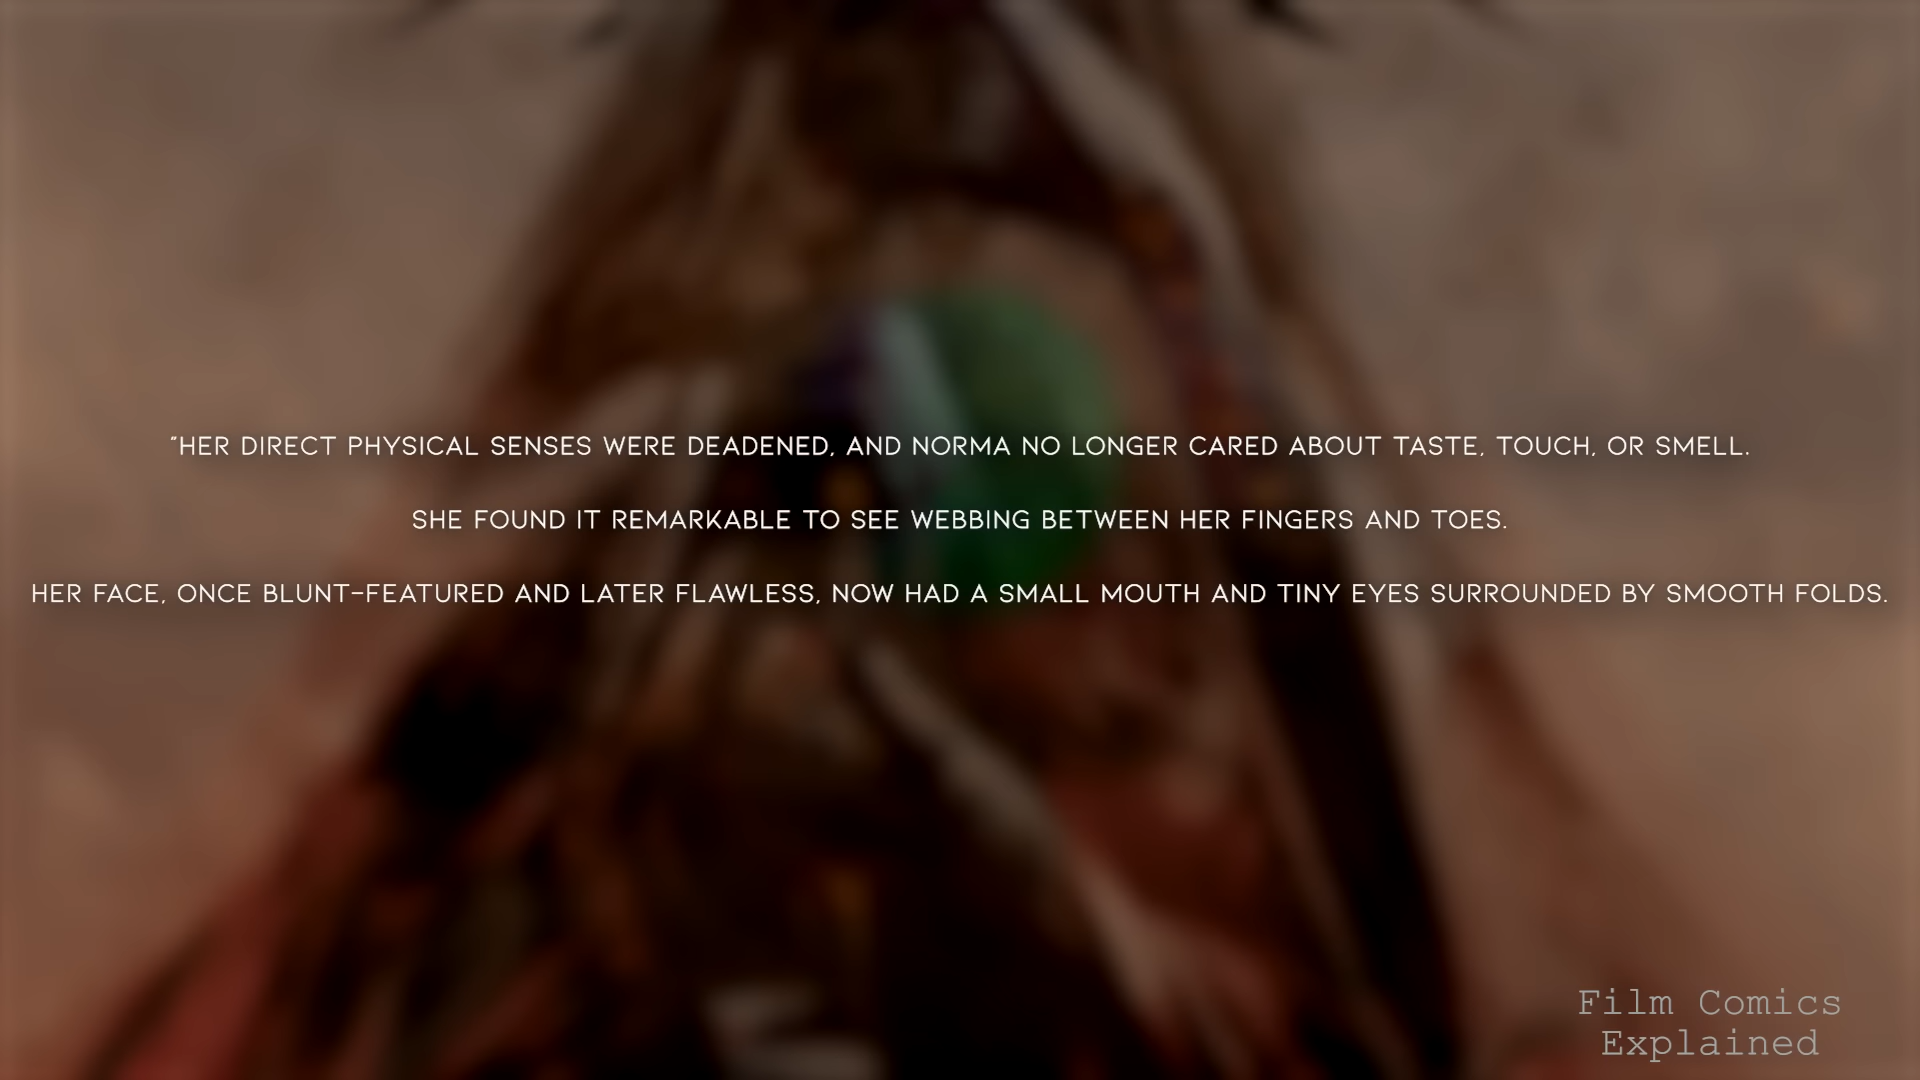 "HER DIRECT PHYSICAL SENSES WERE DEADENED, AND NORMA NO LONGER CARED ABOUT TASTE, TOUCH, OR SMELL.
SHE FOUND IT REMARKABLE TO SEE WEBBING BETWEEN HER FINGERS AND TOES.
HER FACE, ONCE BLUNT-FEATURED AND LATER FLAWLESS, NOW HAD A SMALL MOUTH AND TINY EYES SURROUNDED BY SMOOTH FOLDS.
Film Comics
Explained